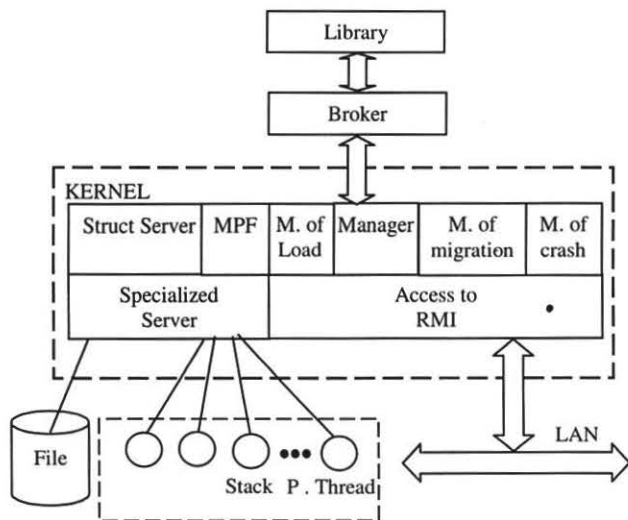 Library
Broker
KERNEL
Struct Server
MPF
M. of
Load
Manager
M. of
migration
M. of
crash
Specialized
Server
Access to
RMI
File
Stack P . Thread
LAN